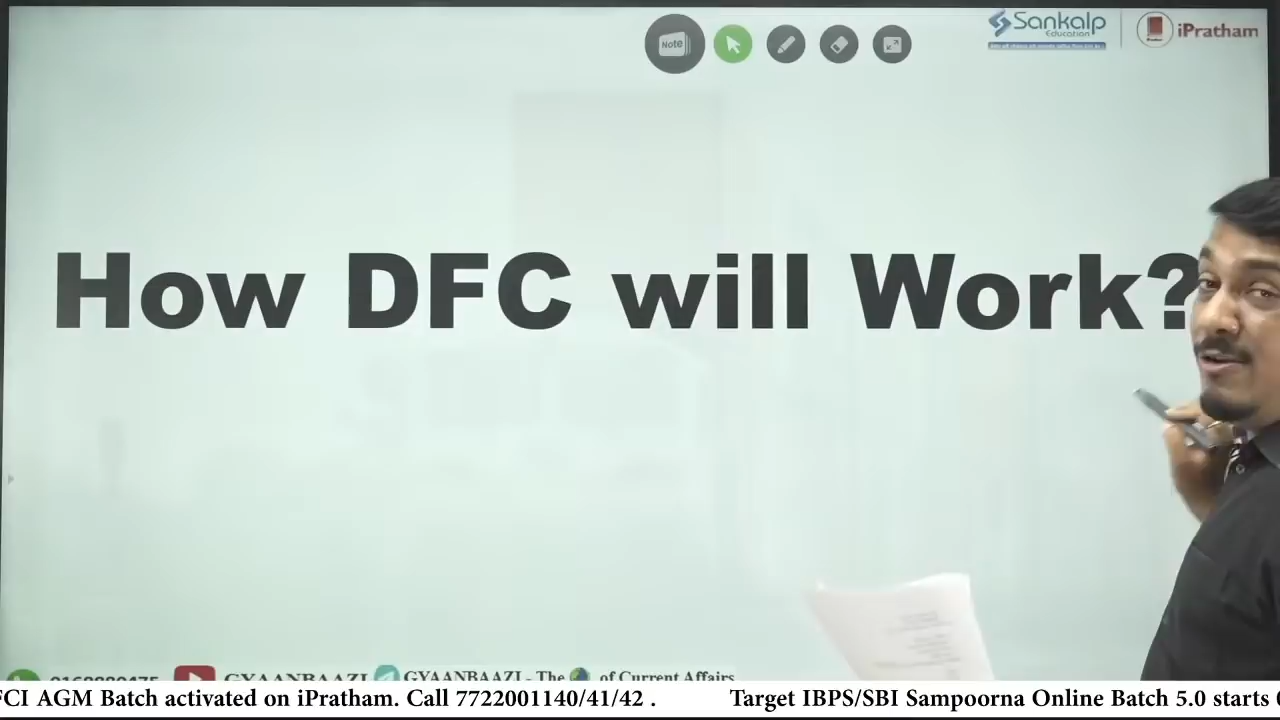 Note
Sankalp
Education
iPratham
How DFC will Work?
GYAANBAAZI
GYAANBAAZI - The
of Current Affairs
FCI AGM Batch activated on iPratham. Call 7722001140/41/42 .
Target IBPS/SBI Sampoorna Online Batch 5.0 starts